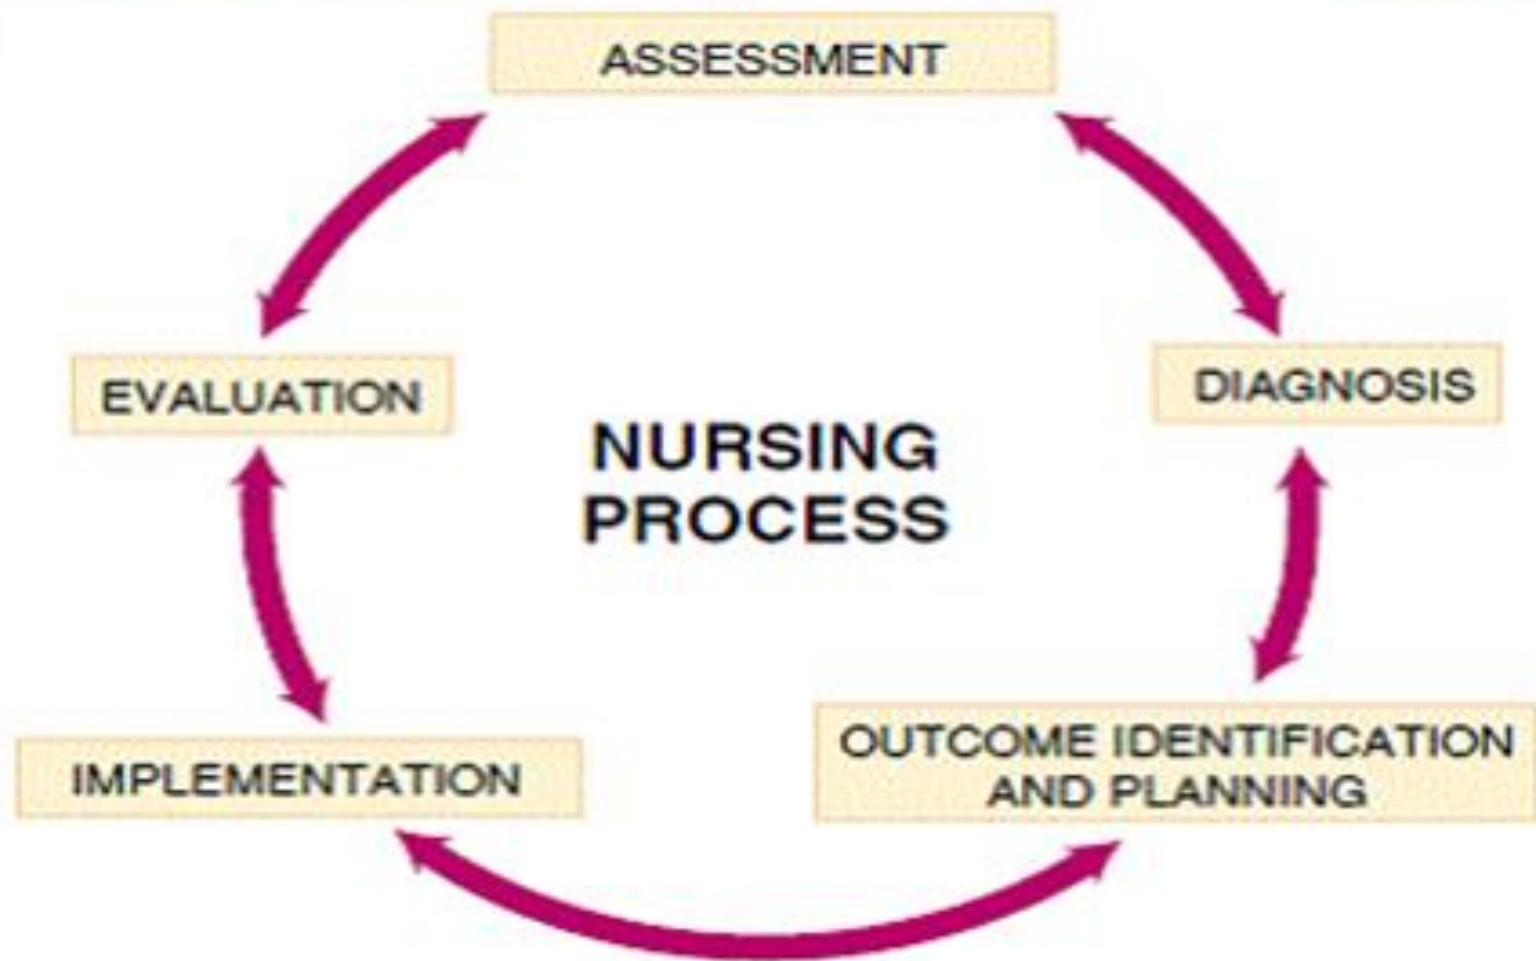 ASSESSMENT
EVALUATION
DIAGNOSIS
NURSING
PROCESS
IMPLEMENTATION
OUTCOME IDENTIFICATION
AND PLANNING